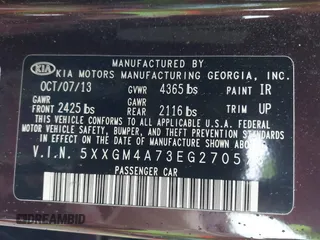 MANUFACTURED BY
KIA KIA MOTORS MANUFACTURING GEORGIA, INC.
OCT/07/13 GVWR 4365 lbs PAINT IR
GAWR FRONT 2425 lbs GAWR REAR 2116 lbs TRIM UP
THIS VEHICLE CONFORMS TO ALL APPLICABLE U.S. FEDERAL
MOTOR VEHICLE SAFETY, BUMPER, AND THEFT PREVENTION STANDARDS
IN EFFECT ON THE DATE OF MANUFACTURE SHOWN ABOVE.
V.I.N. 5XXGM4A73EG2705
PASSENGER CAR
DREAMBID